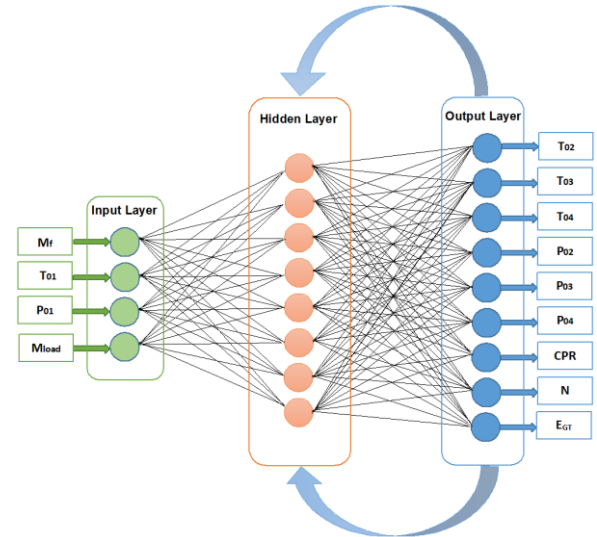 Hidden Layer
Output Layer
Input Layer
Mf
T01
P01
Mload
T02
T03
T04
P02
P03
P04
CPR
N
EGT